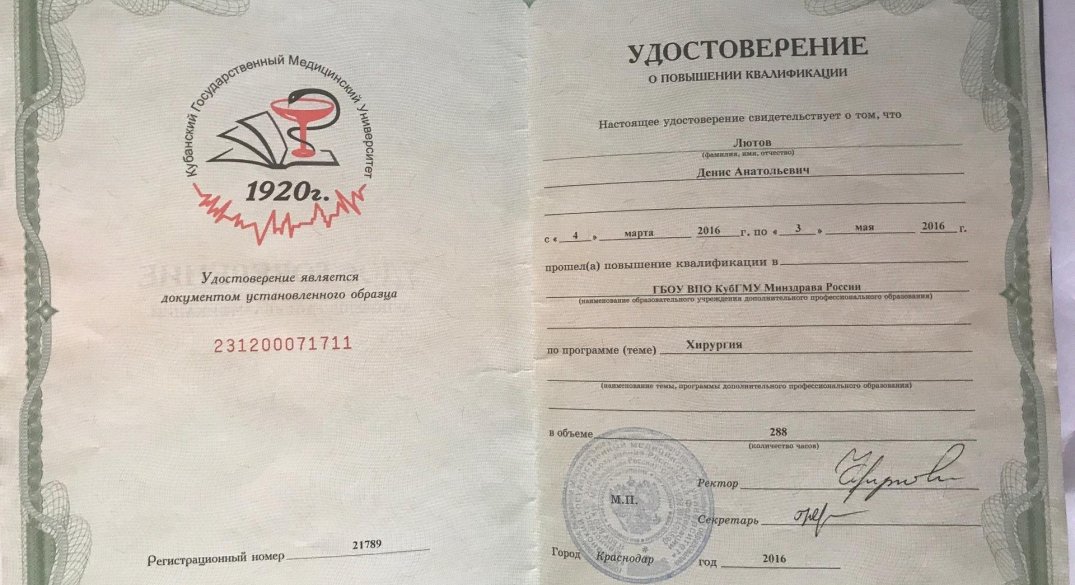 Кубанский Государственный Медицинский Университет
1920г.
Удостоверение является
документом установленного образца
231200071711
Регистрационный номер 21789
УДОСТОВЕРЕНИЕ
О ПОВЫШЕНИИ КВАЛИФИКАЦИИ
Настоящее удостоверение свидетельствует о том, что
Лютов
(фамилия, имя, отчество)
Денис Анатольевич
с « 4 » марта 2016 г. по « 3 » мая 2016 г.
прошел(а) повышение квалификации в
ГБОУ ВПО КубГМУ Минздрава России
(наименование образовательного учреждения дополнительного профессионального образования)
по программе (теме) Хирургия
(наименование темы, программы дополнительного профессионального образования)
в объеме 288
(количество часов)
Ректор
М.П.
Секретарь
Город Краснодар год 2016